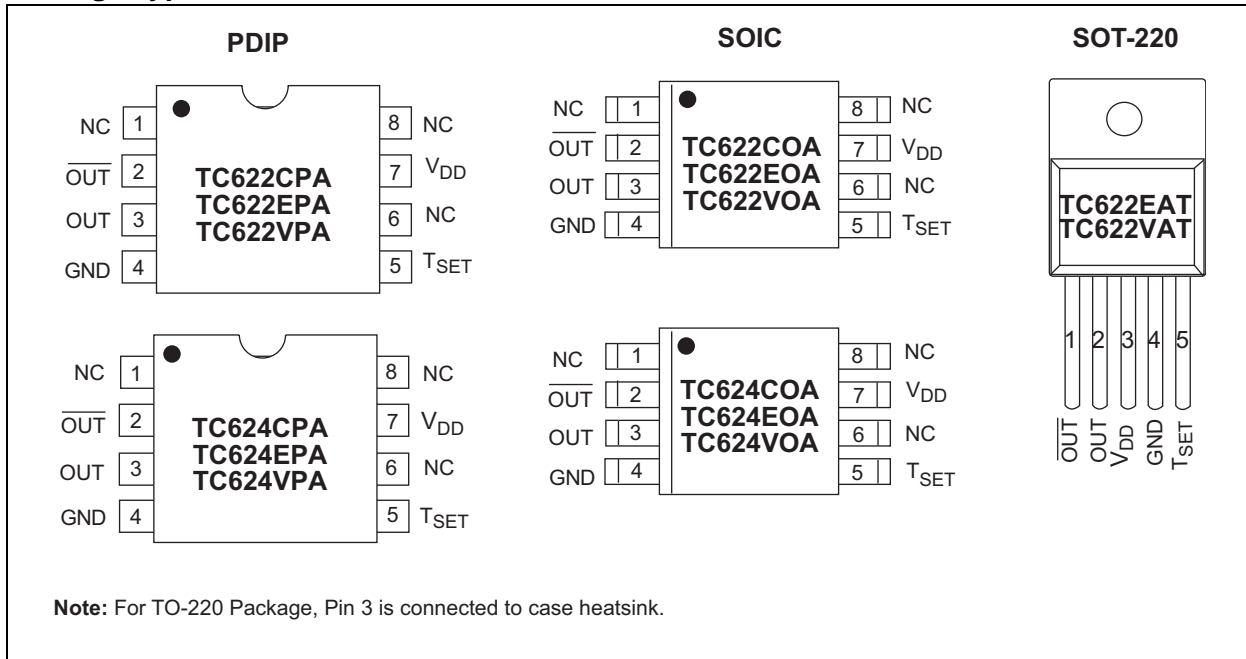 PDIP
NC 1
OUT 2
OUT 3
GND 4
TC622CPA
TC622EPA
TC622VPA
8 NC
7 VDD
6 NC
5 TSET
NC 1
OUT 2
OUT 3
GND 4
TC624CPA
TC624EPA
TC624VPA
8 NC
7 VDD
6 NC
5 TSET
SOIC
NC 1
OUT 2
OUT 3
GND 4
TC622COA
TC622EOA
TC622VOA
8 NC
7 VDD
6 NC
5 TSET
NC 1
OUT 2
OUT 3
GND 4
TC624COA
TC624EOA
TC624VOA
8 NC
7 VDD
6 NC
5 TSET
SOT-220
TC622EAT
TC622VAT
1 2 3 4 5
OUT
OUT
VDD
GND
TSET
Note: For TO-220 Package, Pin 3 is connected to case heatsink.